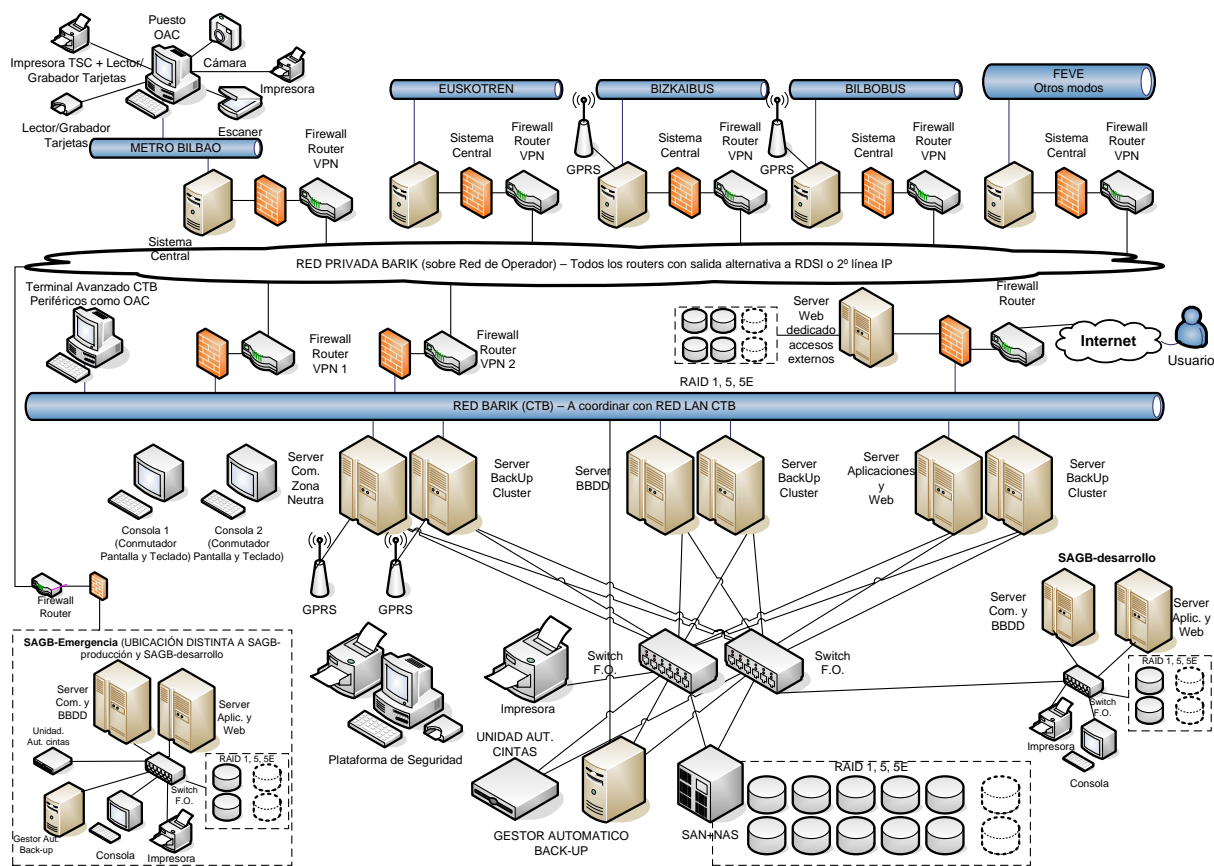 Puesto
OAC
Impresora TSC + Lector/
Grabador Tarjetas
Cámara
Impresora
Lector/Grabador
Tarjetas
Escaner
METRO BILBAO
Firewall
Router
VPN
Sistema
Central
EUSKOTREN
Sistema
Central
Firewall
Router
VPN
GPRS
BIZKAIBUS
Sistema
Central
Firewall
Router
VPN
GPRS
BILBOBUS
Sistema
Central
Firewall
Router
VPN
FEVE
Otros modos
Sistema
Central
Firewall
Router
VPN
RED PRIVADA BARIK (sobre Red de Operador) – Todos los routers con salida alternativa a RDSI o 2º línea IP
Terminal Avanzado CTB
Periféricos como OAC
Firewall
Router
VPN 1
Firewall
Router
VPN 2
RAID 1, 5, 5E
Server
Web
dedicado
accesos
externos
Firewall
Router
Internet
Usuario
RED BARIK (CTB) – A coordinar con RED LAN CTB
Consola 1
(Conmutador
Pantalla y Teclado)
Consola 2
(Conmutador
Pantalla y Teclado)
Server
Com.
Zona
Neutra
Server
BackUp
Cluster
Server
BBDD
Server
BackUp
Cluster
Server
Aplicaciones
y
Web
Server
BackUp
Cluster
GPRS
GPRS
Firewall
Router
SAGB-Emergencia (UBICACIÓN DISTINTA A SAGB-
producción y SAGB-desarrollo
Server
Com. y
BBDD
Server
Aplic. y
Web
Unidad.
Aut. cintas
Switch
F.O.
RAID 1, 5, 5E
Gestor Aut.
Back-up
Consola
Impresora
Plataforma de Seguridad
Impresora
Switch
F.O.
Switch
F.O.
UNIDAD AUT.
CINTAS
GESTOR AUTOMATICO
BACK-UP
SAN+NAS
RAID 1, 5, 5E
SAGB-desarrollo
Server
Com. y
BBDD
Server
Aplic. y
Web
RAID 1, 5, 5E
Switch
F.O.
Impresora
Consola